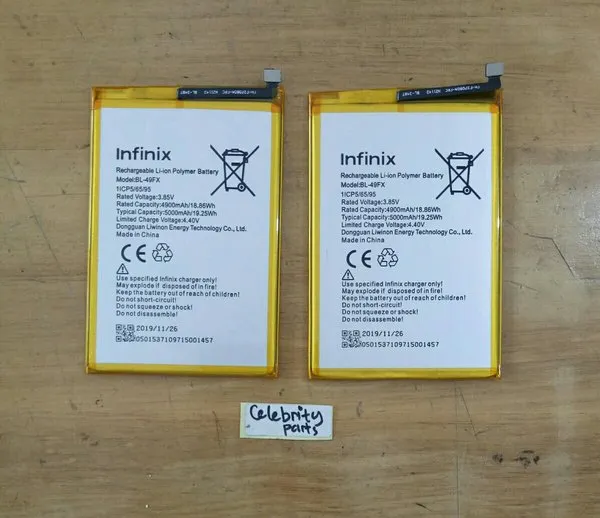 BL-49FX
Infinix
Rechargeable Li-ion Polymer Battery
Model:BL-49FX
1ICP5/65/95
Rated Voltage:3.85V
Rated Capacity:4900mAh/18.86Wh
Typical Capacity:5000mAh/19.25Wh
Limited Charge Voltage:4.40V
Dongguan Liwinon Energy Technology Co., Ltd.
Made in China
CE
Use specified Infinix charger only!
May explode if disposed of in fire!
Keep the battery out of reach of children!
Do not short-circuit!
Do not squeeze or shock!
Do not disassemble!
2019/11/26
Infinix
Rechargeable Li-ion Polymer Battery
Model:BL-49FX
1ICP5/65/95
Rated Voltage:3.85V
Rated Capacity:4900mAh/18.86Wh
Typical Capacity:5000mAh/19.25Wh
Limited Charge Voltage:4.40V
Dongguan Liwinon Energy Technology Co., Ltd.
Made in China
CE
Use specified Infinix charger only!
May explode if disposed of in fire!
Keep the battery out of reach of children!
Do not short-circuit!
Do not squeeze or shock!
Do not disassemble!
2019/11/26
0501537109715001457
Celebrity
parts